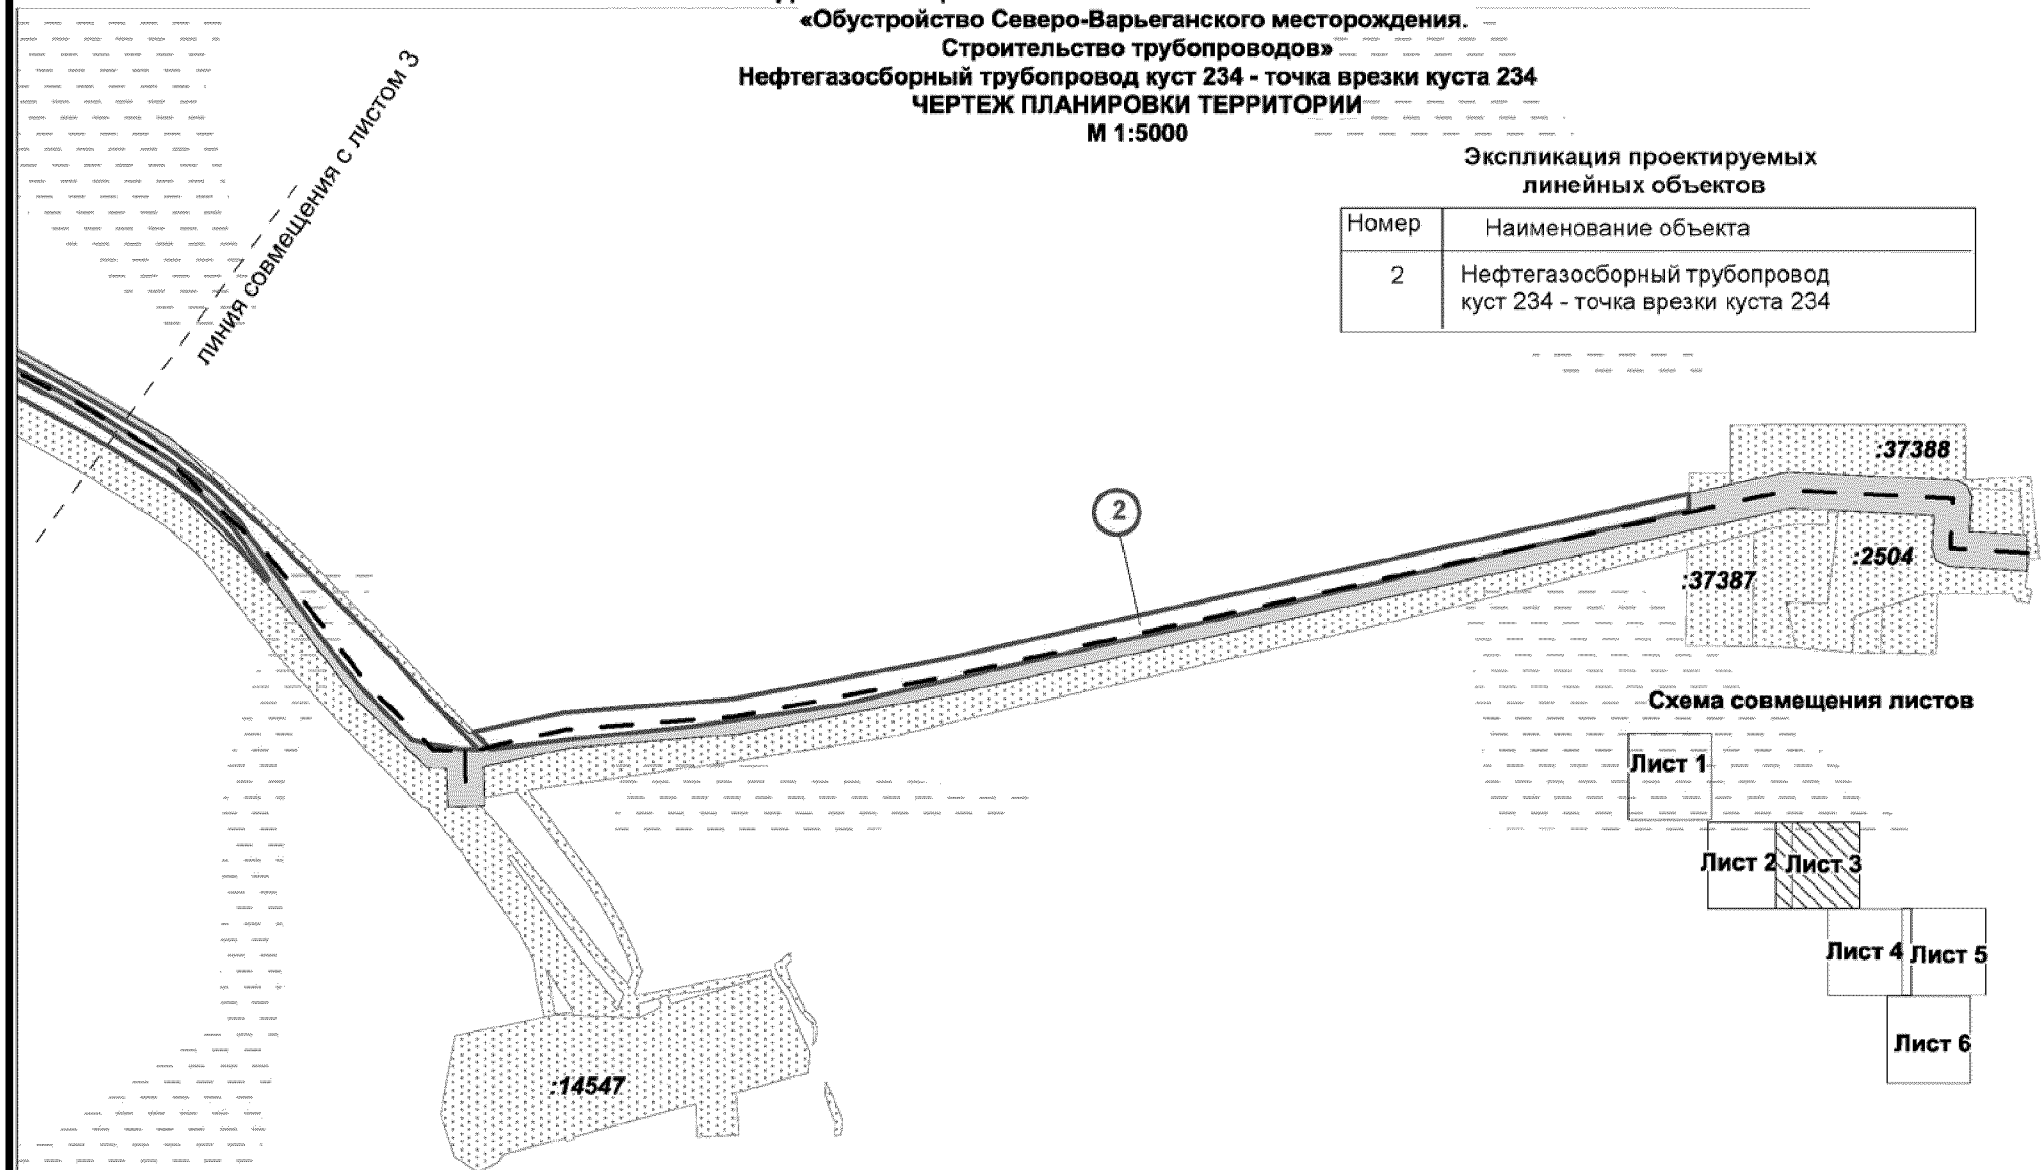 «Обустройство Северо-Варьеганского месторождения.
Строительство трубопроводов»
Нефтегазосборный трубопровод куст 234 - точка врезки куста 234
ЧЕРТЕЖ ПЛАНИРОВКИ ТЕРРИТОРИИ
М 1:5000
Экспликация проектируемых
линейных объектов
Номер
Наименование объекта
2
Нефтегазосборный трубопровод
куст 234 - точка врезки куста 234
линия совмещения с листом 3
:37388
2
:2504
:37387
Схема совмещения листов
Лист 1
Лист 2
Лист 3
Лист 4
Лист 5
Лист 6
:14547